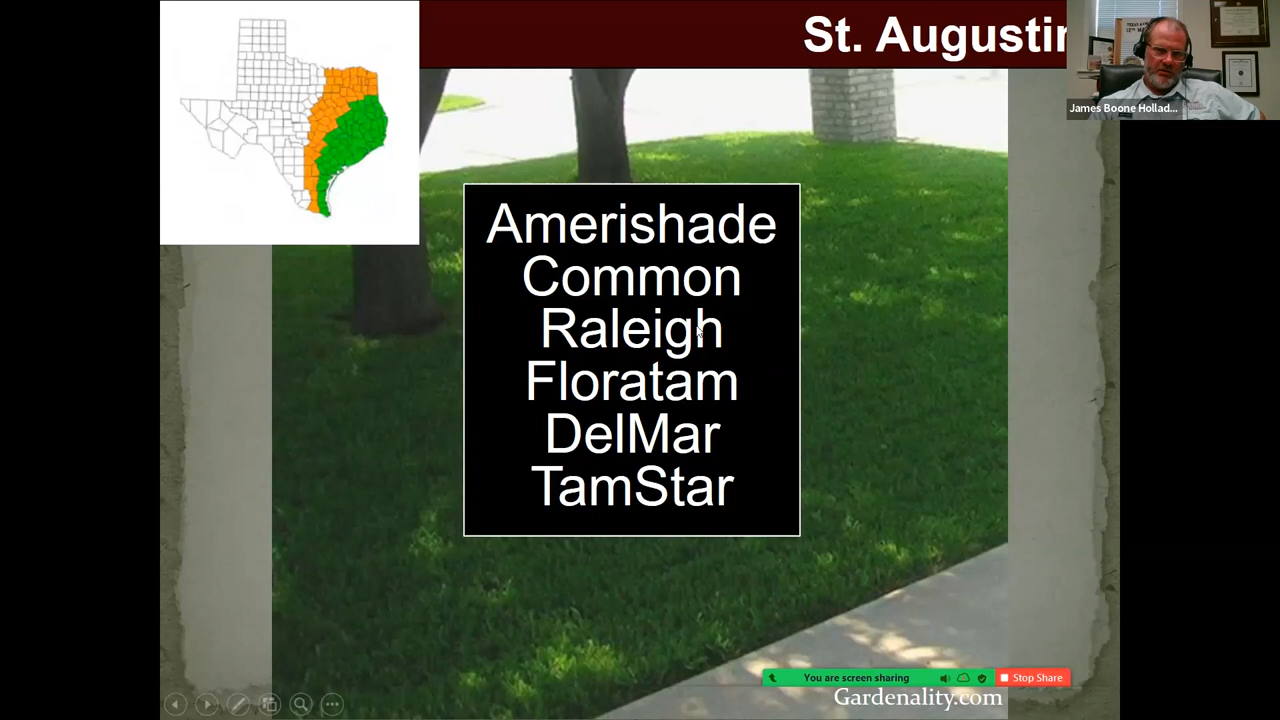 St. Augustin
James Boone Hollad...
Amerishade
Common
Raleigh
Floratam
DelMar
TamStar
You are screen sharing
Stop Share
Gardenality.com